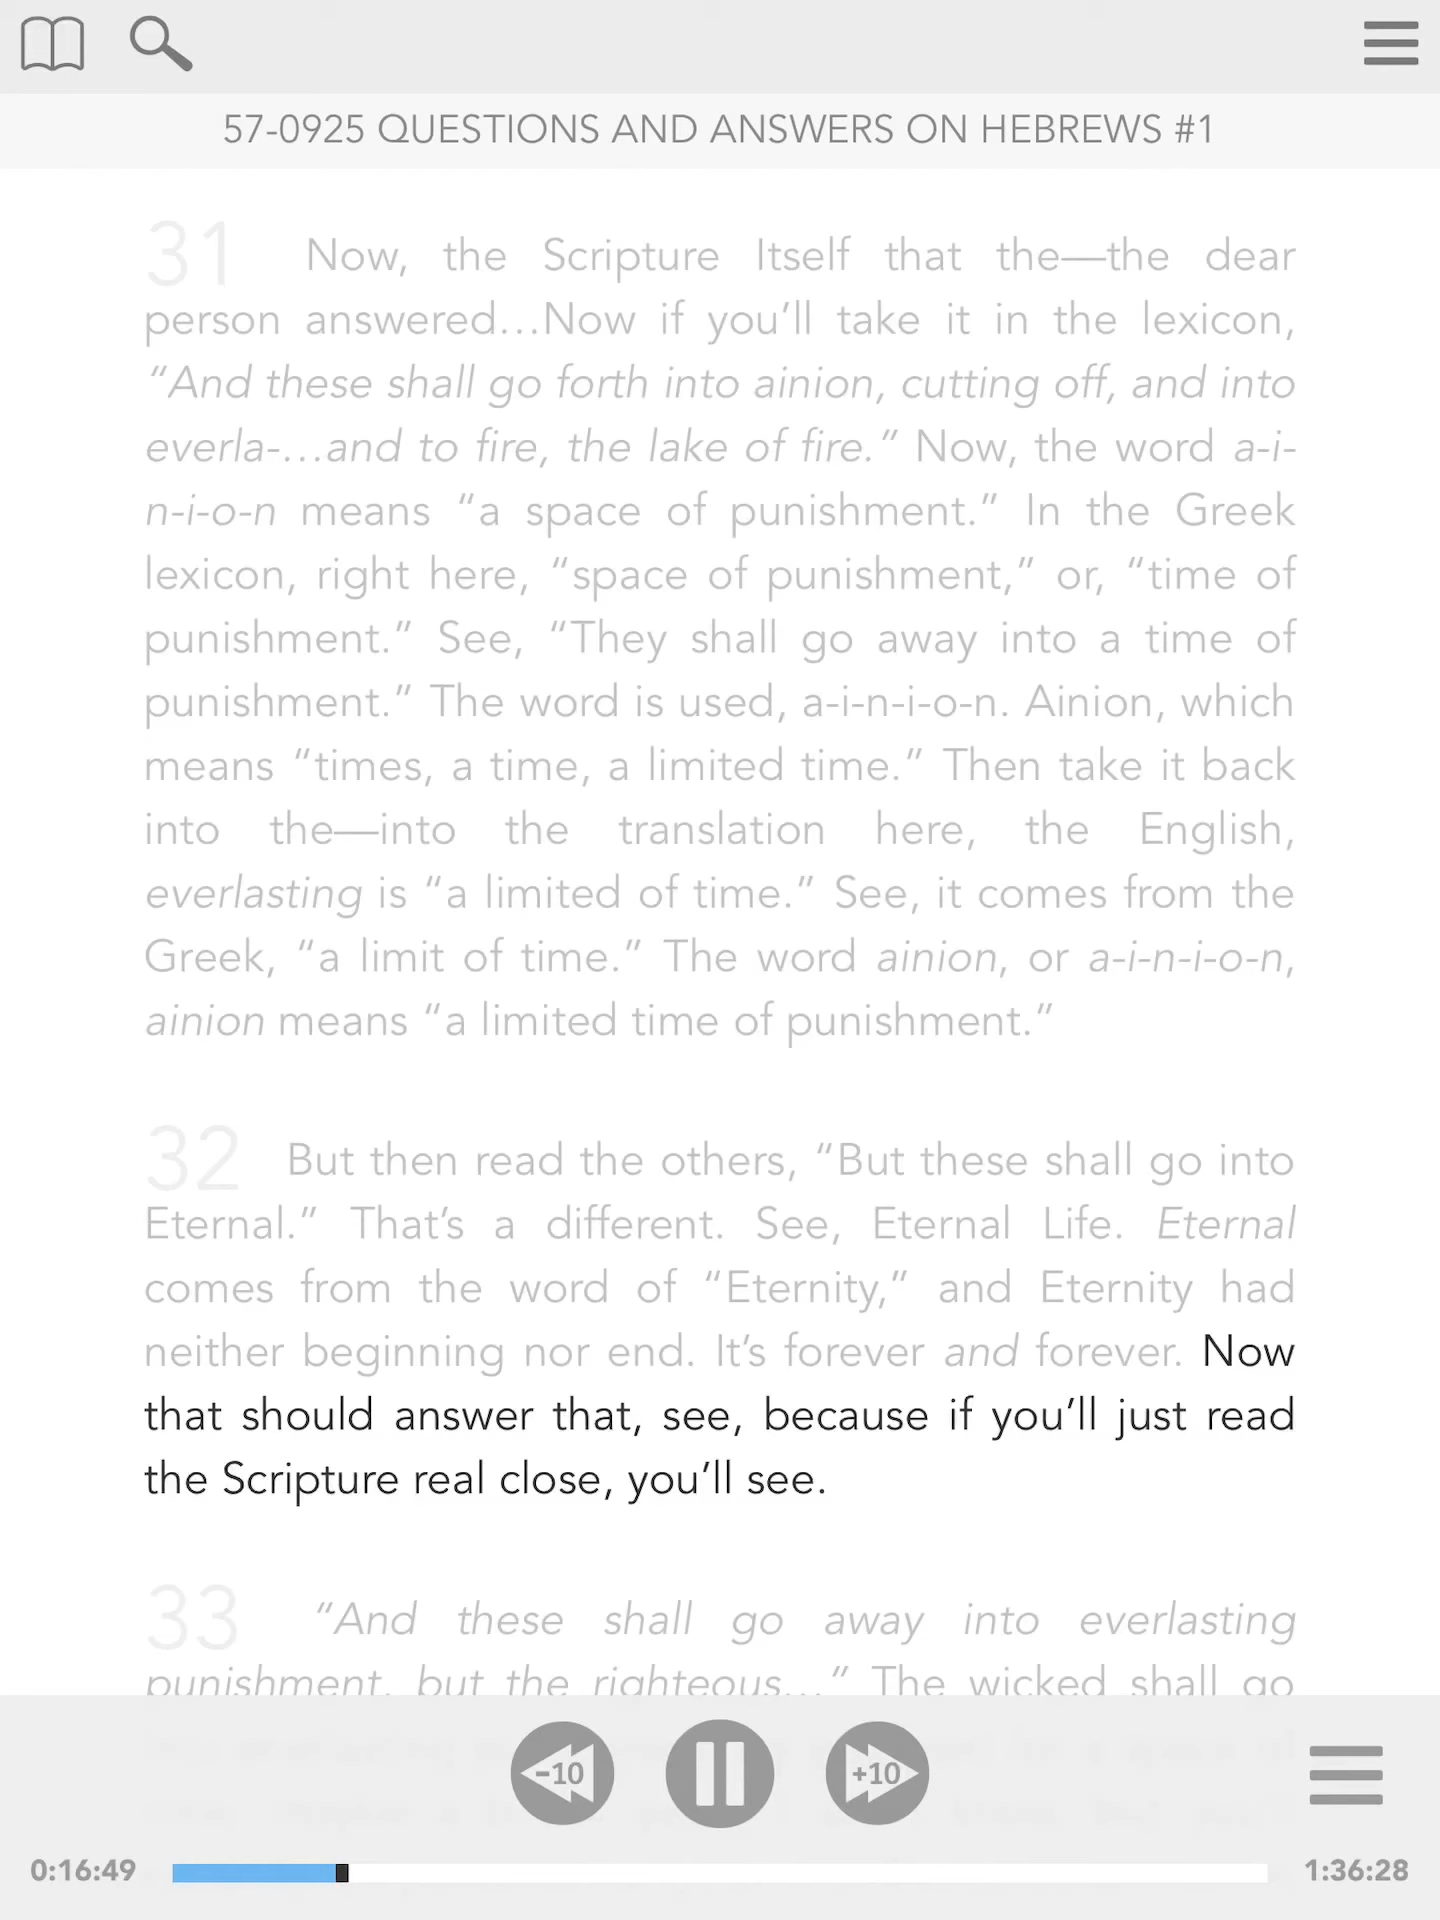 57-0925 QUESTIONS AND ANSWERS ON HEBREWS #1
31 Now, the Scripture Itself that the—the dear
person answered…Now if you’ll take it in the lexicon,
“And these shall go forth into ainion, cutting off, and into
everla-…and to fire, the lake of fire.” Now, the word a-i-
n-i-o-n means “a space of punishment.” In the Greek
lexicon, right here, “space of punishment,” or, “time of
punishment.” See, “They shall go away into a time of
punishment.” The word is used, a-i-n-i-o-n. Ainion, which
means “times, a time, a limited time.” Then take it back
into the—into the translation here, the English,
everlasting is “a limited of time.” See, it comes from the
Greek, “a limit of time.” The word ainion, or a-i-n-i-o-n,
ainion means “a limited time of punishment.”
32 But then read the others, “But these shall go into
Eternal.” That’s a different. See, Eternal Life. Eternal
comes from the word of “Eternity,” and Eternity had
neither beginning nor end. It’s forever and forever. Now
that should answer that, see, because if you’ll just read
the Scripture real close, you’ll see.
33 “And these shall go away into everlasting
punishment, but the righteous…” The wicked shall go
-10 +10
0:16:49 1:36:28